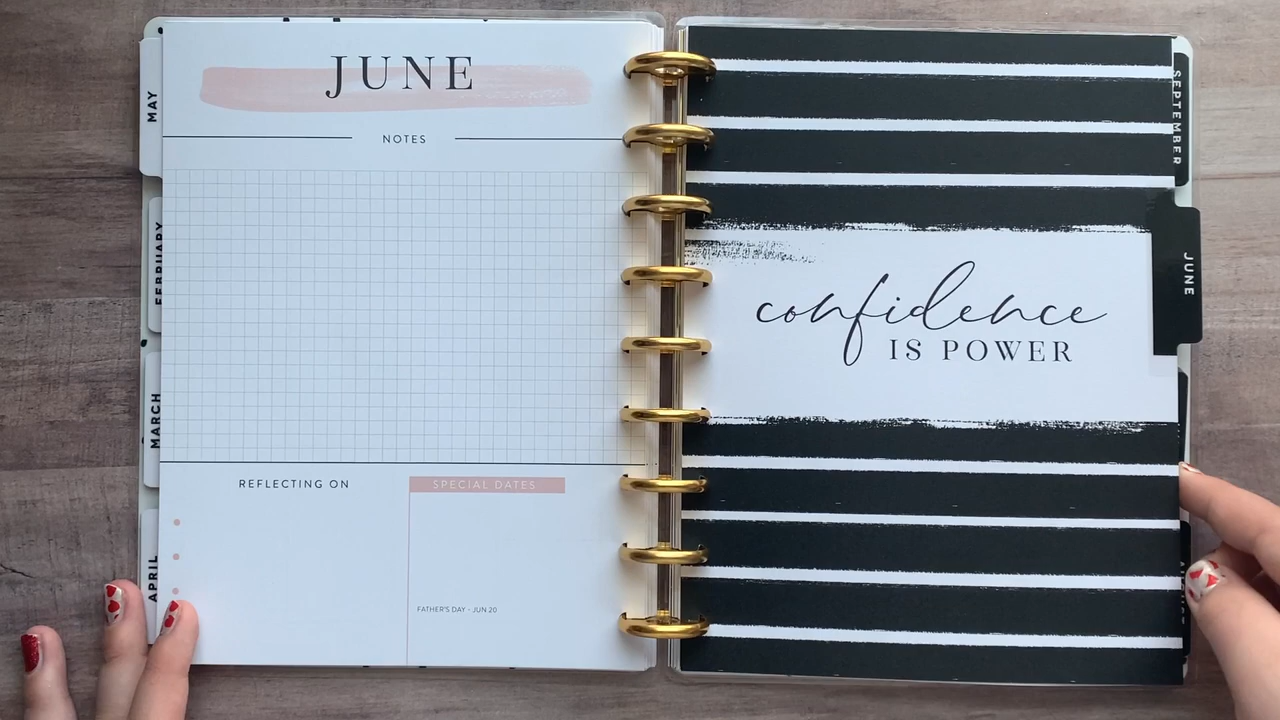 JUNE
NOTES
REFLECTING ON
SPECIAL DATES
FATHER'S DAY - JUN 20
MAY
FEBRUARY
MARCH
APRIL
confidence
IS POWER
SEPTEMBER
JUNE